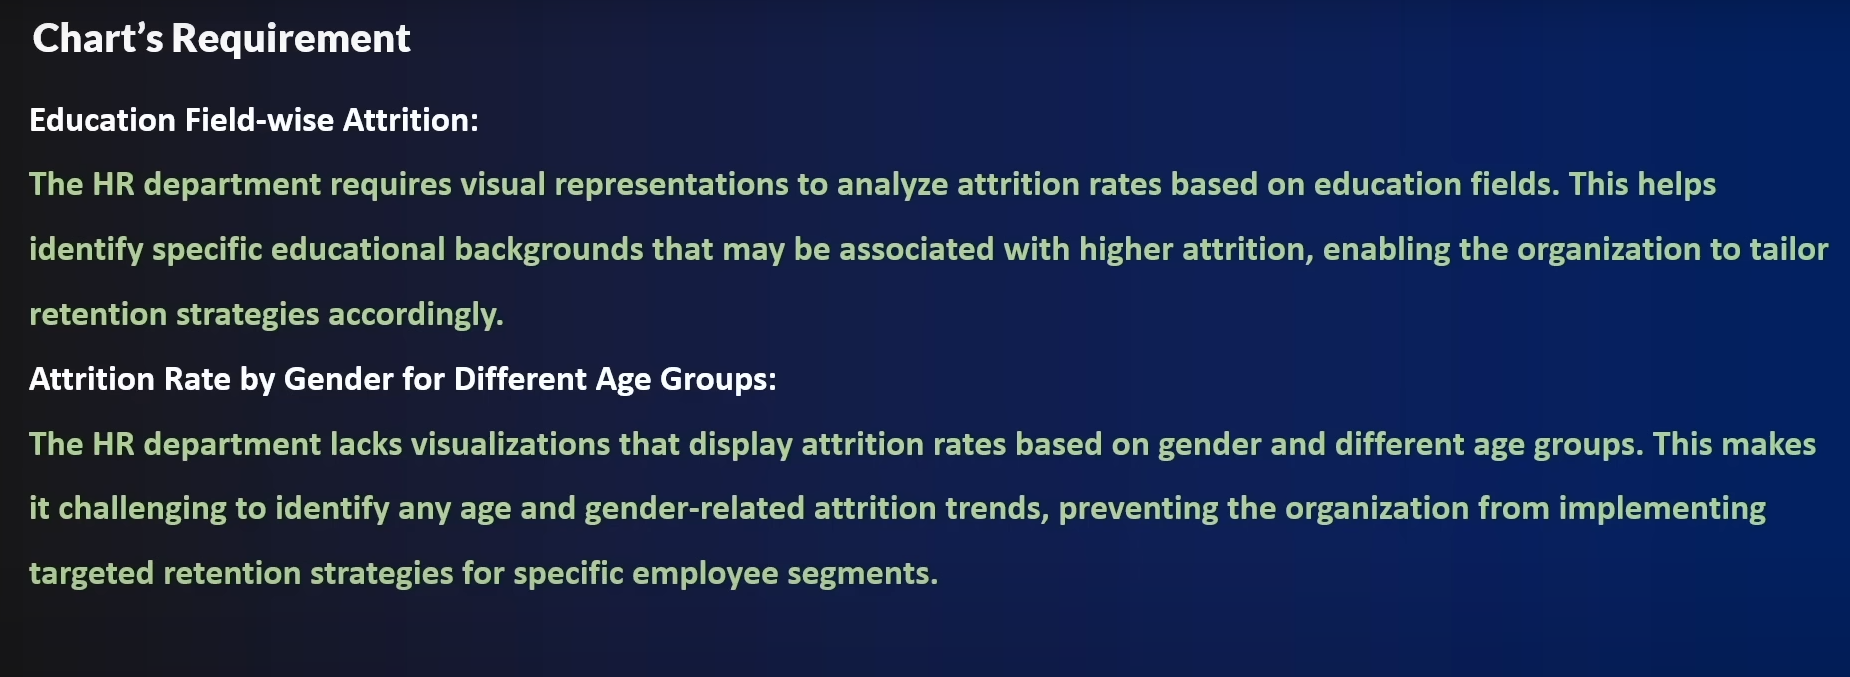 Chart’s Requirement
Education Field-wise Attrition:
The HR department requires visual representations to analyze attrition rates based on education fields. This helps
identify specific educational backgrounds that may be associated with higher attrition, enabling the organization to tailor
retention strategies accordingly.
Attrition Rate by Gender for Different Age Groups:
The HR department lacks visualizations that display attrition rates based on gender and different age groups. This makes
it challenging to identify any age and gender-related attrition trends, preventing the organization from implementing
targeted retention strategies for specific employee segments.